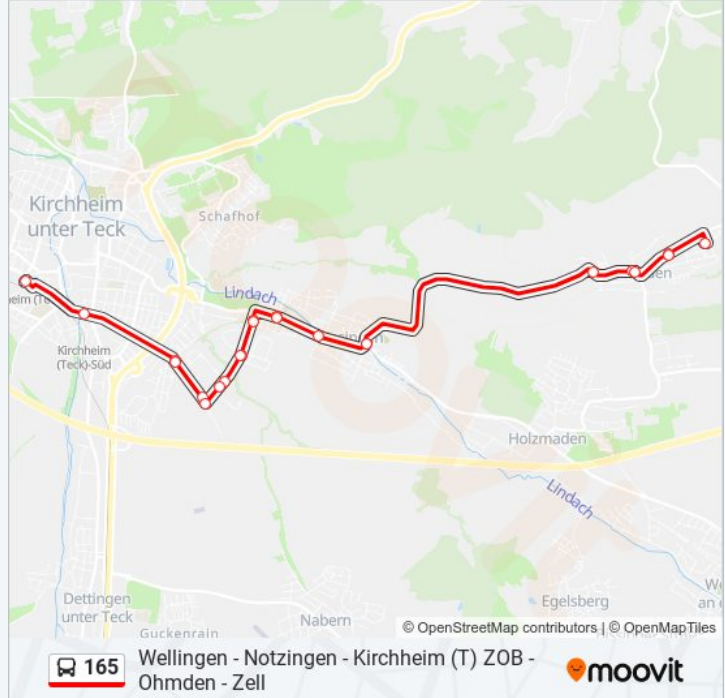 Kirchheim
unter Teck
Schafhof
Lindach
Kirchheim
(Teck)-Süd
Holzmaden
Lindach
Dettingen
unter Teck
Nabern
Egelsberg
Guckenrain
© OpenStreetMap contributors | © OpenMapTiles
165
Wellingen - Notzingen - Kirchheim (T) ZOB -
Ohmden - Zell
moovit